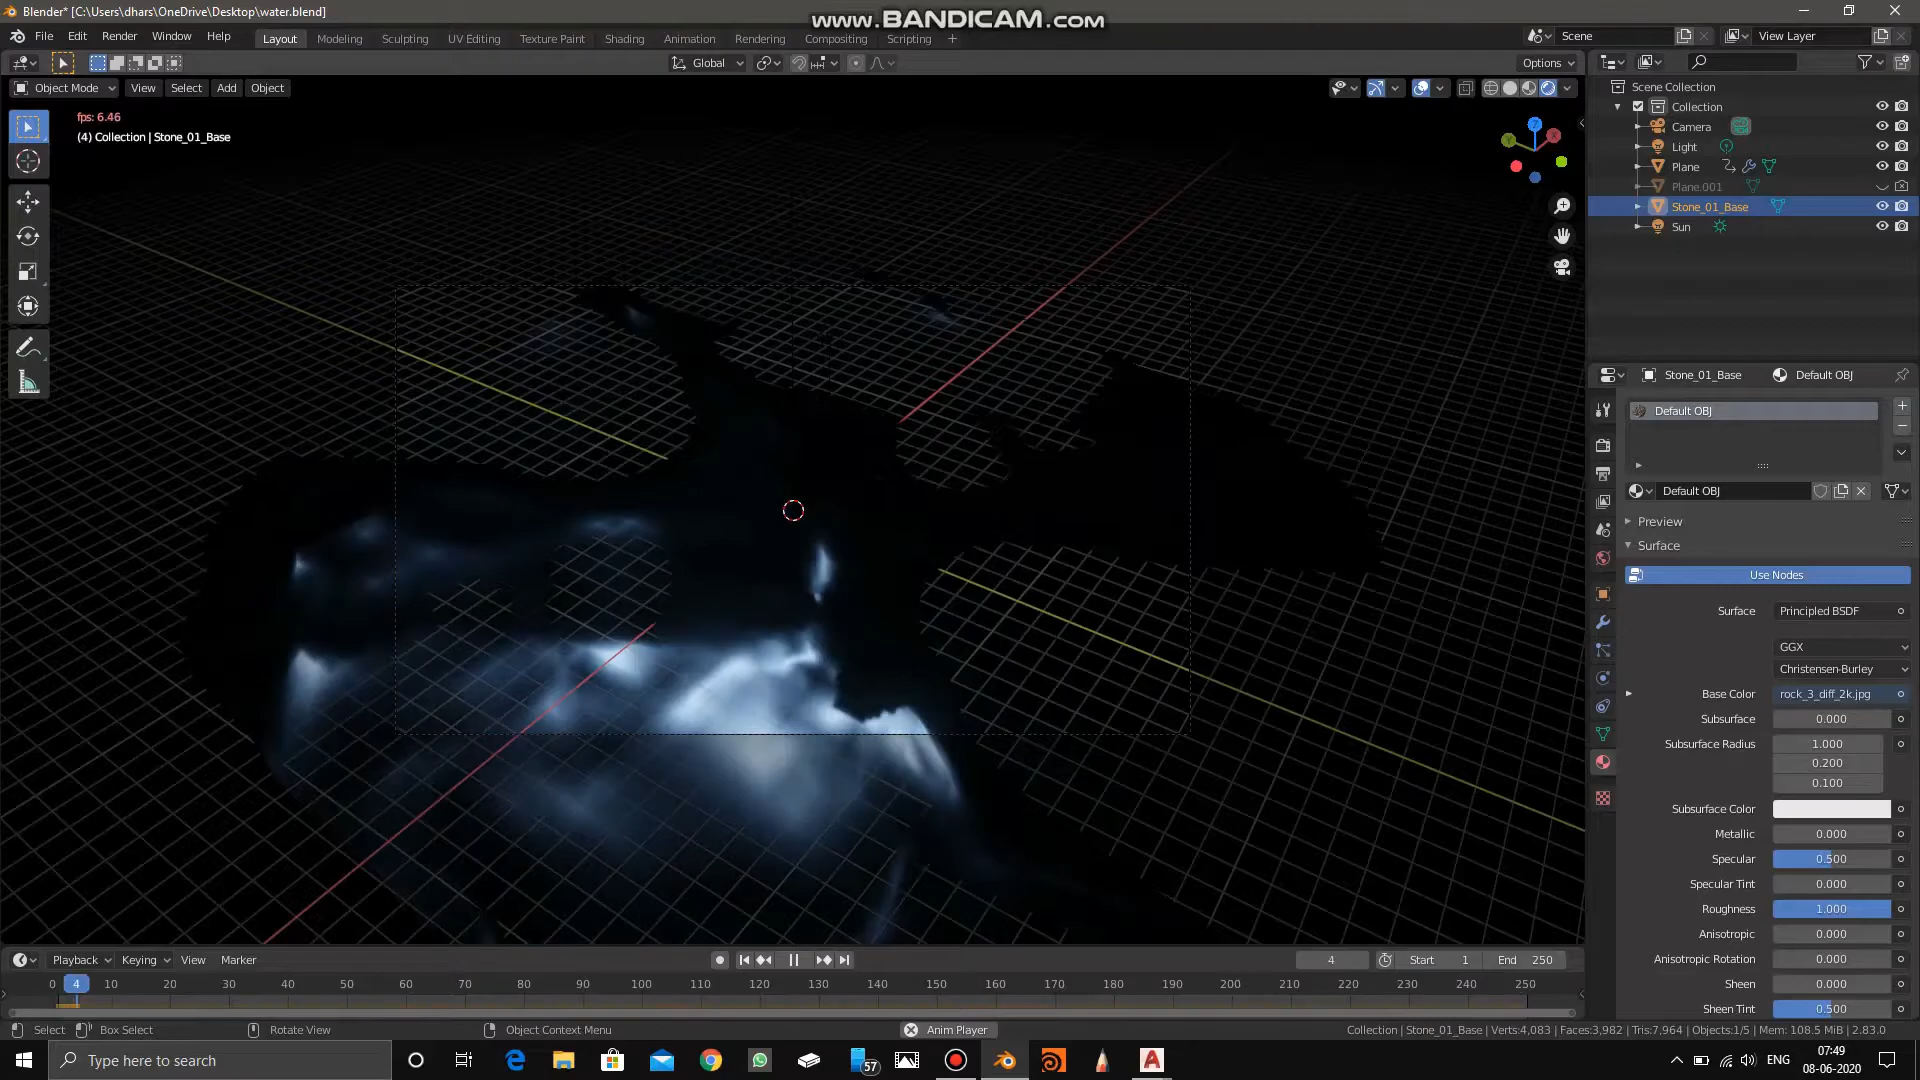 Blender* [C:\Users\dhars\OneDrive\Desktop\water.blend]
www.BANDICAM.com
File Edit Render Window Help
Layout Modeling Sculpting UV Editing Texture Paint Shading Animation Rendering Compositing Scripting +
Scene
View Layer
Global
Options
Object Mode View Select Add Object
fps: 6.46
(4) Collection | Stone_01_Base
Z
X
Y
Scene Collection
Collection
Camera
Light
Plane
Plane.001
Stone_01_Base
Sun
Stone_01_Base
Default OBJ
Default OBJ
Default OBJ
Preview
Surface
Use Nodes
Surface Principled BSDF
GGX
Christensen-Burley
Base Color rock_3_diff_2k.jpg
Subsurface 0.000
Subsurface Radius 1.000
0.200
0.100
Subsurface Color
Metallic 0.000
Specular 0.500
Specular Tint 0.000
Roughness 1.000
Anisotropic 0.000
Anisotropic Rotation 0.000
Sheen 0.000
Sheen Tint 0.500
Playback Keying View Marker
4
Start 1
End 250
0 4 10 20 30 40 50 60 70 80 90 100 110 120 130 140 150 160 170 180 190 200 210 220 230 240 250
Select Box Select Rotate View Object Context Menu Anim Player
Collection | Stone_01_Base | Verts:4,083 | Faces:3,982 | Tris:7,964 | Objects:1/5 | Mem: 108.5 MiB | 2.83.0
Type here to search
57
ENG
07:49
08-06-2020